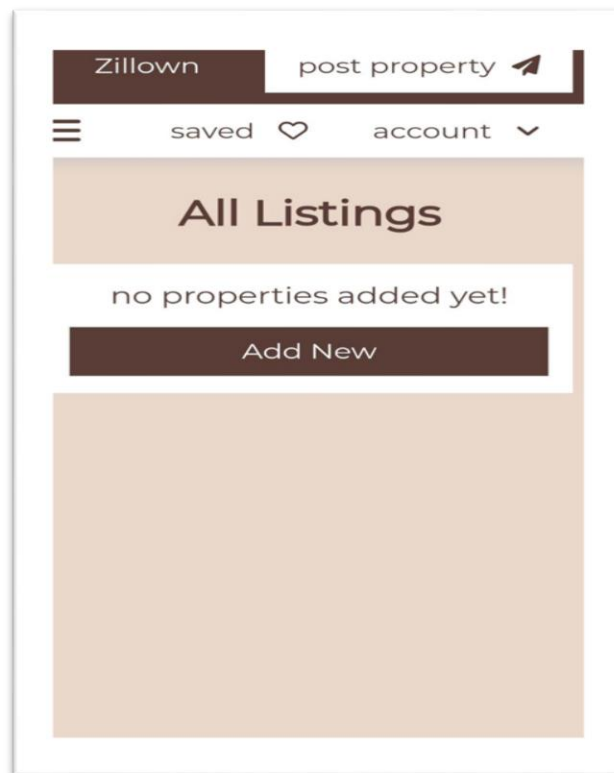 Zillown post property
saved account
All Listings
no properties added yet!
Add New